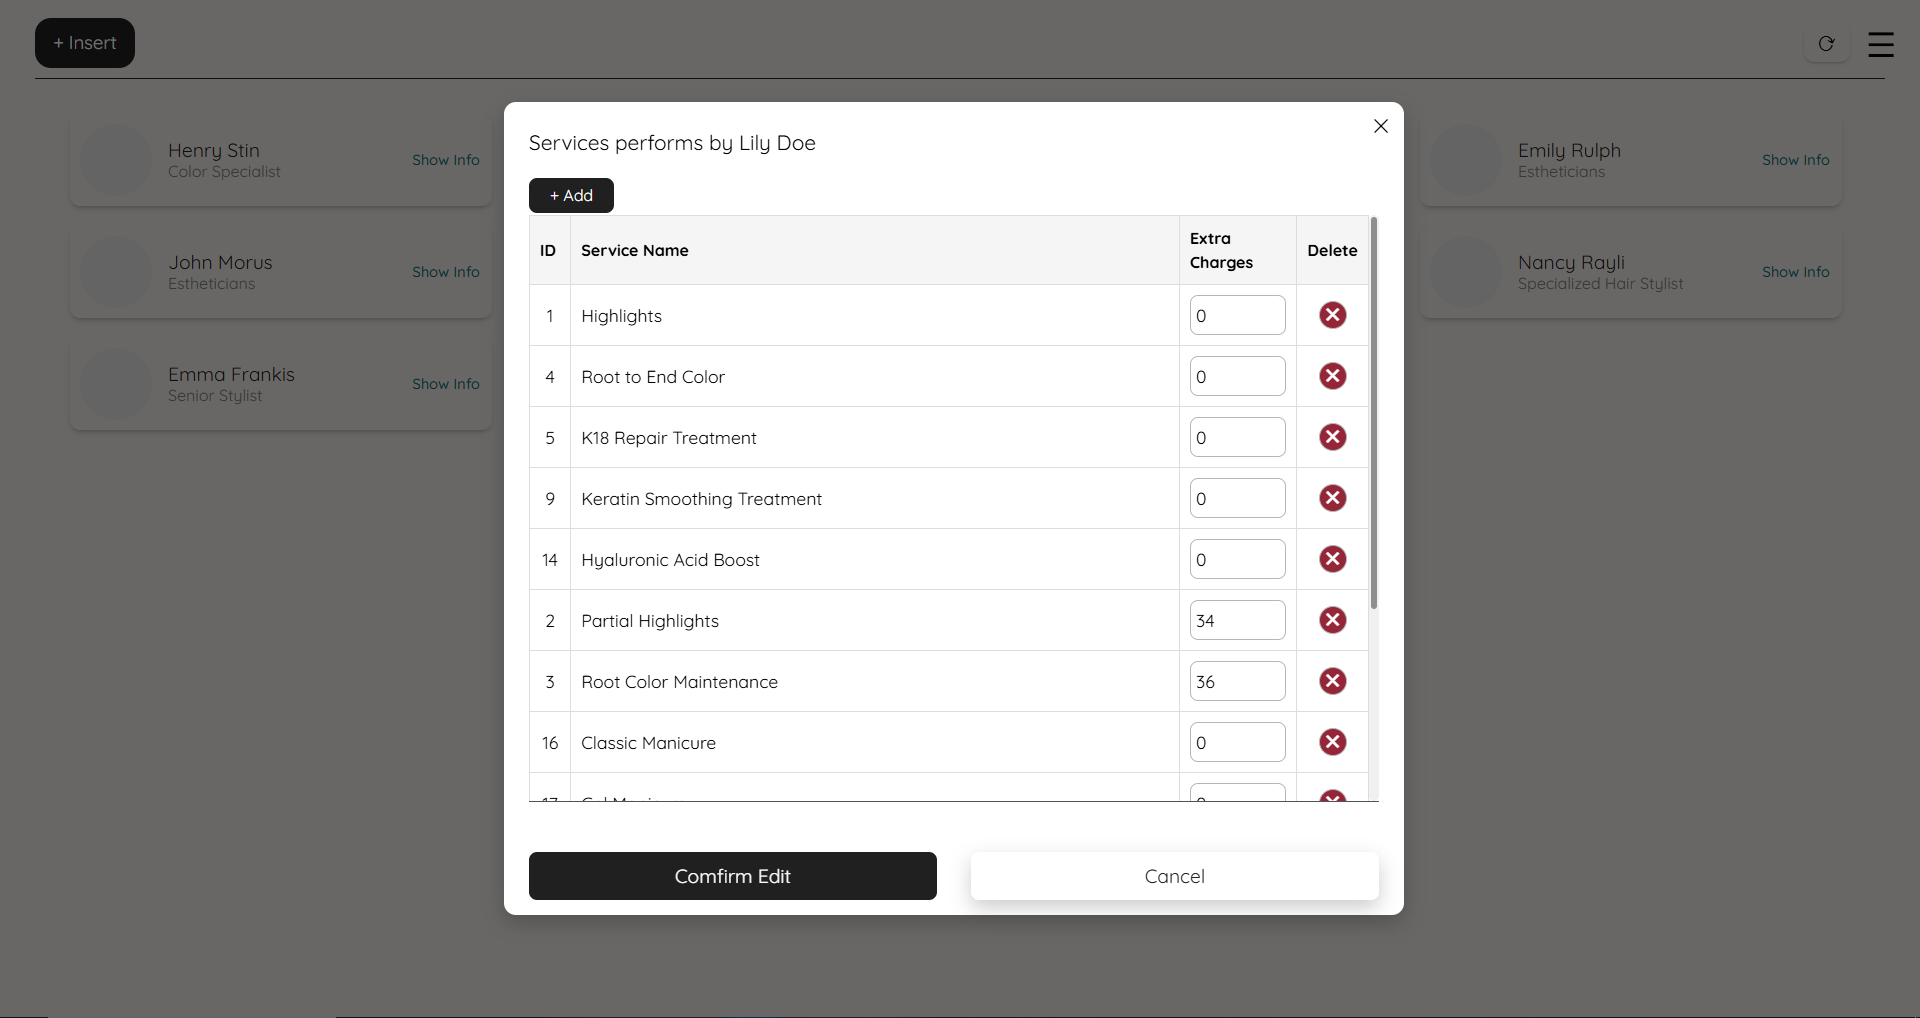 + Insert
Henry Stin
Color Specialist
Show Info
John Morus
Estheticians
Show Info
Emma Frankis
Senior Stylist
Show Info
Services performs by Lily Doe
+ Add
ID Service Name Extra Charges Delete
1 Highlights 0
4 Root to End Color 0
5 K18 Repair Treatment 0
9 Keratin Smoothing Treatment 0
14 Hyaluronic Acid Boost 0
2 Partial Highlights 34
3 Root Color Maintenance 36
16 Classic Manicure 0
Comfirm Edit
Cancel
Emily Rulph
Estheticians
Show Info
Nancy Rayli
Specialized Hair Stylist
Show Info